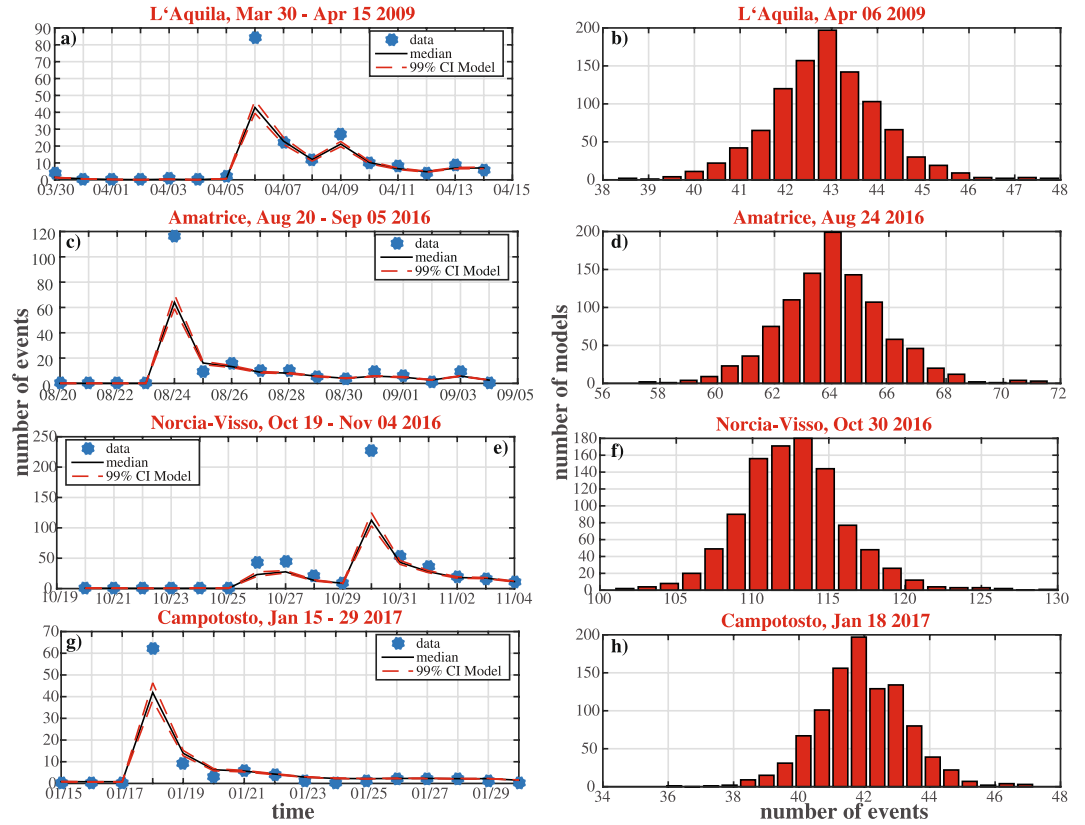 L‘Aquila, Mar 30 - Apr 15 2009
a)
data
median
99% CI Model
90
80
70
60
50
40
30
20
10
0
03/30 04/01 04/03 04/05 04/07 04/09 04/11 04/13 04/15
L‘Aquila, Apr 06 2009
b)
200
150
100
50
0
38 39 40 41 42 43 44 45 46 47 48
Amatrice, Aug 20 - Sep 05 2016
c)
data
median
99% CI Model
120
100
80
60
40
20
0
08/20 08/22 08/24 08/26 08/28 08/30 09/01 09/03 09/05
Amatrice, Aug 24 2016
d)
200
150
100
50
0
56 58 60 62 64 66 68 70 72
number of events
number of models
Norcia-Visso, Oct 19 - Nov 04 2016
e)
data
median
99% CI Model
250
200
150
100
50
0
10/19 10/21 10/23 10/25 10/27 10/29 10/31 11/02 11/04
Norcia-Visso, Oct 30 2016
f)
180
160
140
120
100
80
60
40
20
0
100 105 110 115 120 125 130
Campotosto, Jan 15 - 29 2017
g)
data
median
99% CI Model
70
60
50
40
30
20
10
0
01/15 01/17 01/19 01/21 01/23 01/25 01/27 01/29
time
Campotosto, Jan 18 2017
h)
200
150
100
50
0
34 36 38 40 42 44 46 48
number of events